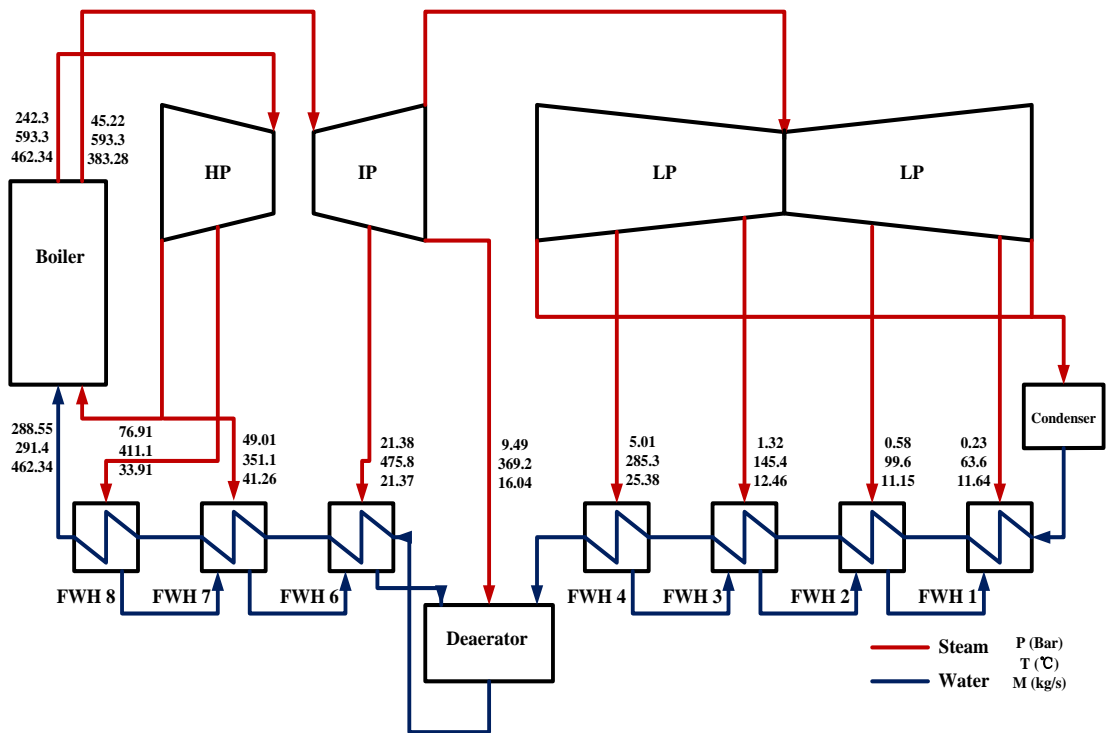 242.3
593.3
462.34
45.22
593.3
383.28
HP
IP
LP
LP
Boiler
288.55
291.4
462.34
76.91
411.1
33.91
49.01
351.1
41.26
21.38
475.8
21.37
9.49
369.2
16.04
5.01
285.3
25.38
1.32
145.4
12.46
0.58
99.6
11.15
0.23
63.6
11.64
Condenser
FWH 8
FWH 7
FWH 6
FWH 4
FWH 3
FWH 2
FWH 1
Deaerator
Steam
Water
P (Bar)
T (℃)
M (kg/s)